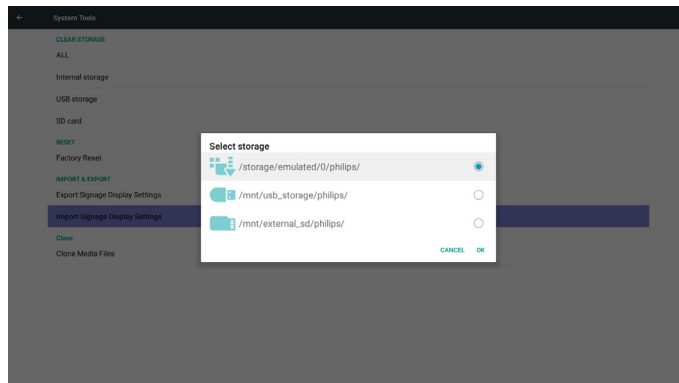 System Tools
CLEAR STORAGE
ALL
Internal storage
USB storage
SD card
RESET
Factory Reset
IMPORT & EXPORT
Export Signage Display Settings
Import Signage Display Settings
Clone
Clone Media Files
Select storage
/storage/emulated/0/philips/
/mnt/usb_storage/philips/
/mnt/external_sd/philips/
CANCEL OK